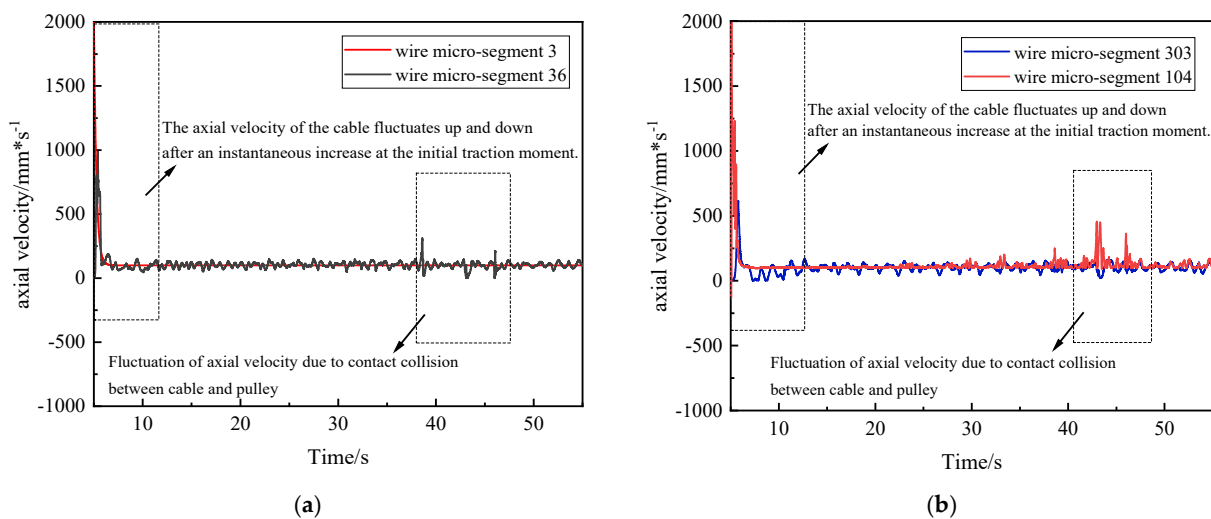 2000
1500
1000
500
0
-500
-1000
axial velocity/mm*s-1
wire micro-segment 3
wire micro-segment 36
The axial velocity of the cable fluctuates up and down
after an instantaneous increase at the initial traction moment.
Fluctuation of axial velocity due to contact collision
between cable and pulley
10 20 30 40 50
Time/s
(a)
2000
1500
1000
500
0
-500
-1000
axial velocity/mm*s-1
wire micro-segment 303
wire micro-segment 104
The axial velocity of the cable fluctuates up and down
after an instantaneous increase at the initial traction moment.
Fluctuation of axial velocity due to contact collision
between cable and pulley
10 20 30 40 50
Time/s
(b)